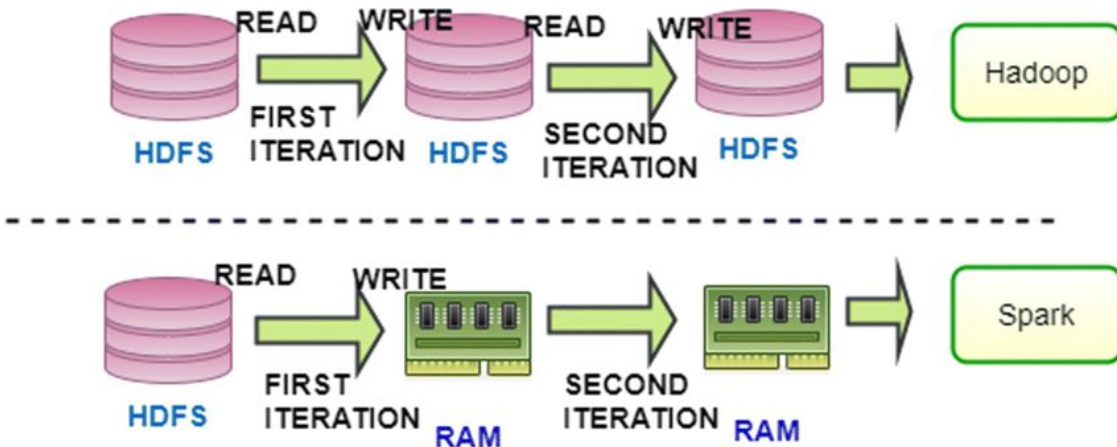 READ WRITE READ WRITE
Hadoop
FIRST
ITERATION
SECOND
ITERATION
HDFS HDFS HDFS
READ WRITE
Spark
FIRST
ITERATION
SECOND
ITERATION
HDFS RAM RAM